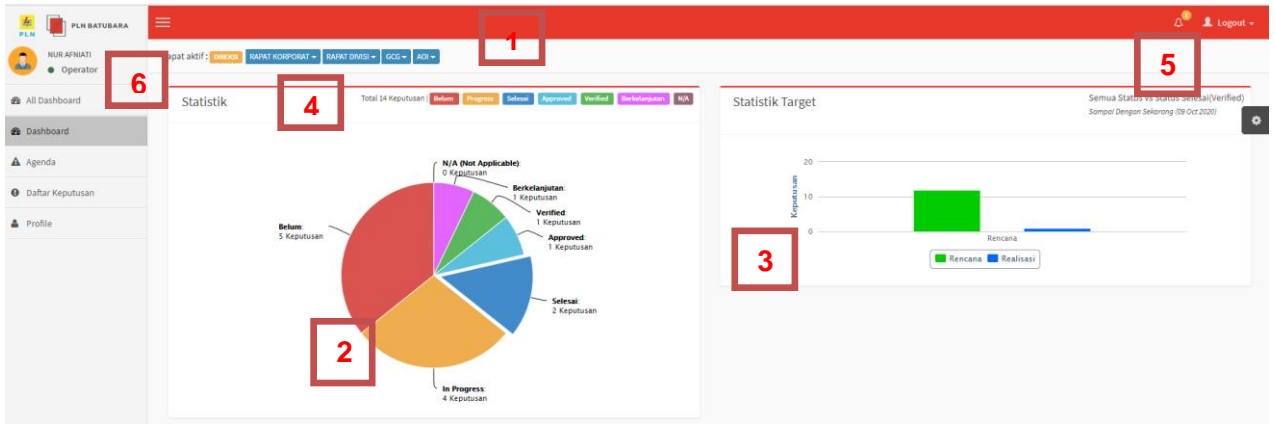 PLN
PLN BATUBARA
Logout
NUR AFNIATI
Operator
All Dashboard
Dashboard
Agenda
Daftar Keputusan
Profile
1
5
6
apat aktif : DIREKSI RAPAT KORPORAT RAPAT DIVISI GCG AOI
4
Statistik
Total 14 Keputusan | Belum Progress Selesai Approved Verified Berkelanjutan N/A
N/A (Not Applicable):
0 Keputusan
Berkelanjutan:
1 Keputusan
Verified:
1 Keputusan
Approved:
1 Keputusan
Belum:
5 Keputusan
Selesai:
2 Keputusan
2
In Progress:
4 Keputusan
Statistik Target
Semua Status vs Status Selesai(Verified)
Sampai Dengan Sekarang (09 Oct 2020)
20
10
0
Keputusan
Rencana
3
Rencana Realisasi